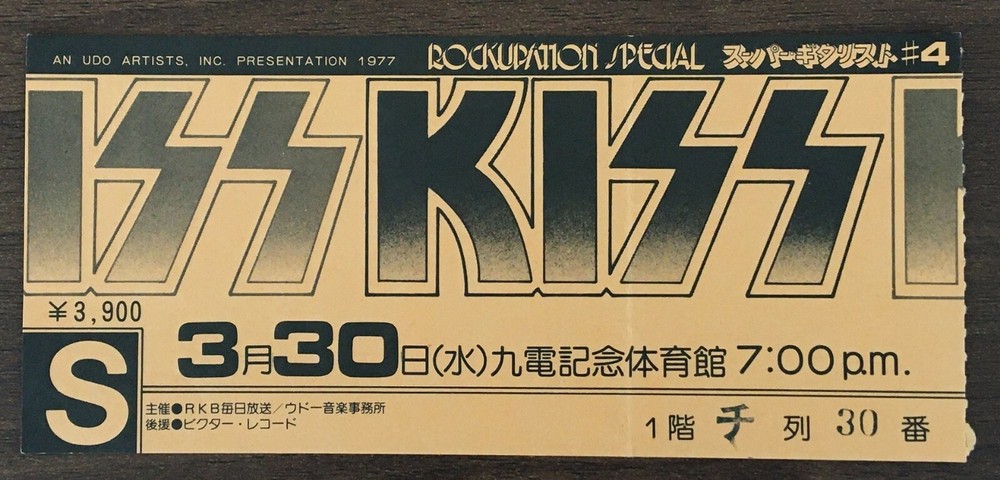 AN UDO ARTISTS, INC. PRESENTATION 1977 ROCKUPATION SPECIAL スーパーギタリスト#4
ISS KISS
¥3,900
S
3月30日(水)九電記念体育館 7:00p.m.
主催●RKB毎日放送/ウドー音楽事務所
後援●ビクター・レコード
1階 チ 列 30 番